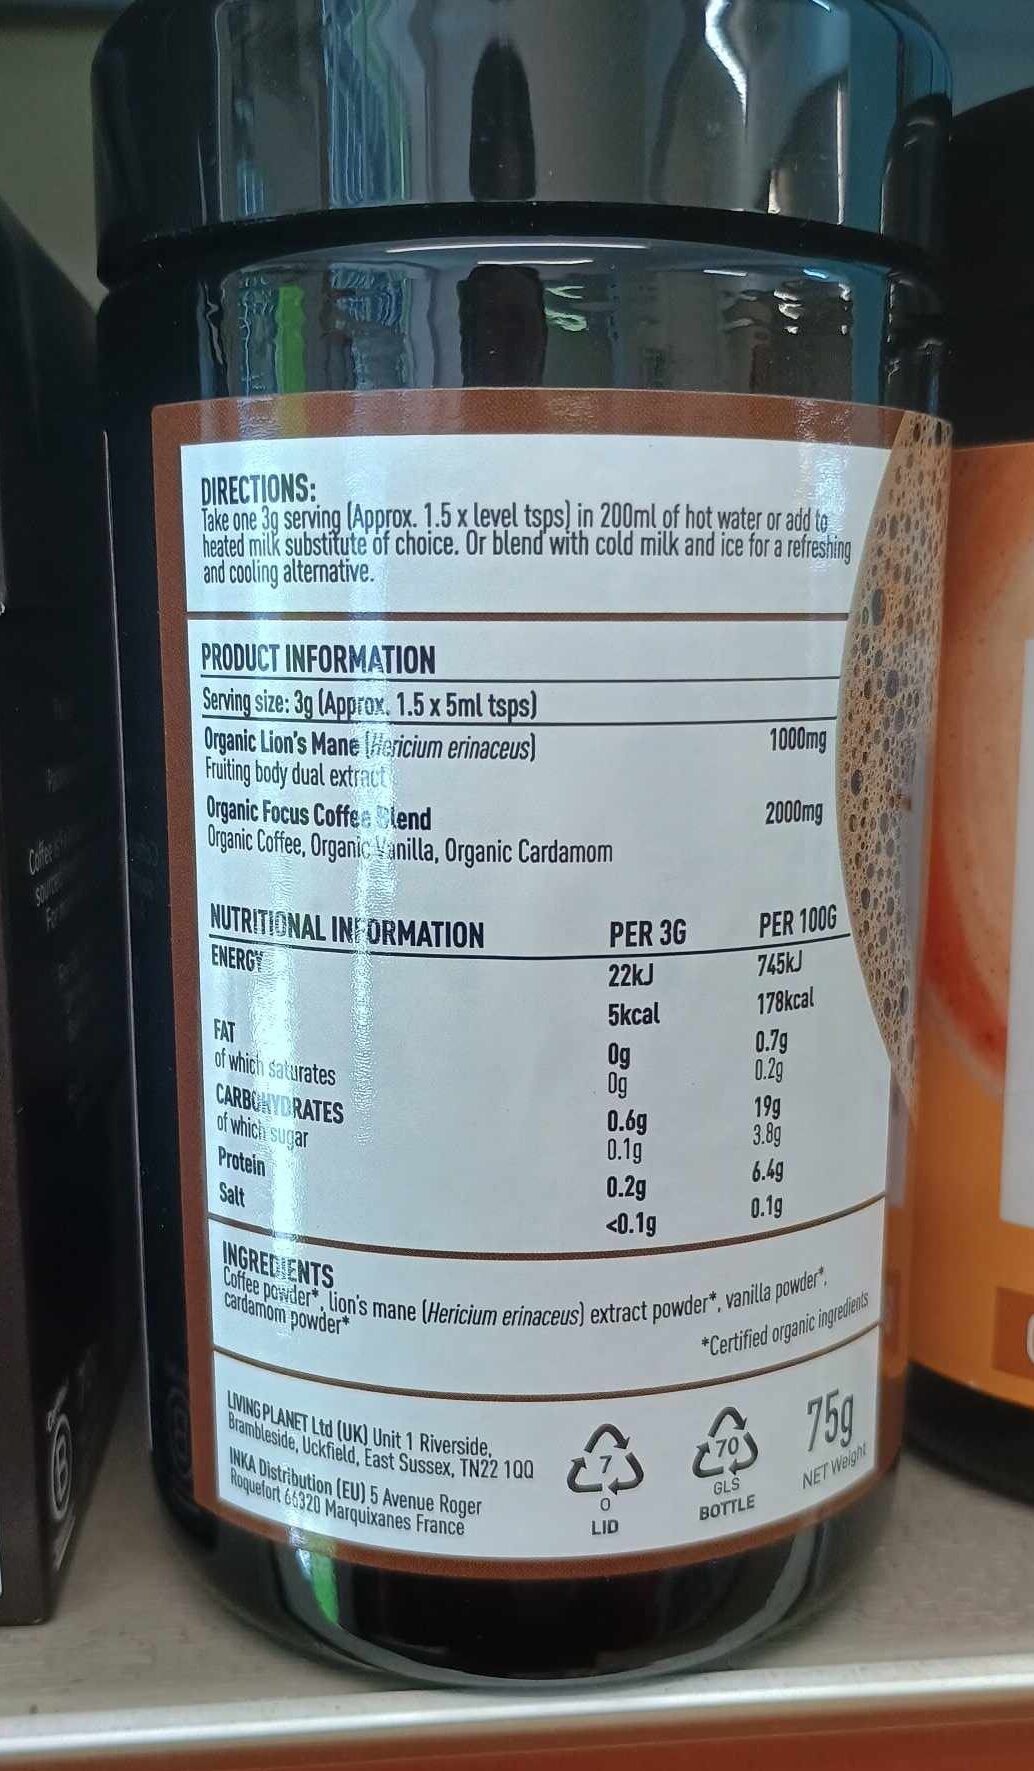 DIRECTIONS:
Take one 3g serving (Approx. 1.5 x level tsps) in 200ml of hot water or add to
heated milk substitute of choice. Or blend with cold milk and ice for a refreshing
and cooling alternative.
PRODUCT INFORMATION
Serving size: 3g (Approx. 1.5 x 5ml tsps)
Organic Lion's Mane (Hericium erinaceus) 1000mg
Fruiting body dual extract
Organic Focus Coffee Blend 2000mg
Organic Coffee, Organic Vanilla, Organic Cardamom
NUTRITIONAL INFORMATION PER 3G PER 100G
ENERGY 22kJ 745kJ
5kcal 178kcal
FAT 0g 0.7g
of which saturates 0g 0.2g
CARBOHYDRATES 0.6g 19g
of which sugar 0.1g 3.8g
Protein 0.2g 6.4g
Salt <0.1g 0.1g
INGREDIENTS
Coffee powder*, lion's mane (Hericium erinaceus) extract powder*, vanilla powder*,
cardamom powder*
*Certified organic ingredients
LIVING PLANET Ltd (UK) Unit 1 Riverside,
Brambleside, Uckfield, East Sussex, TN22 1QQ
INKA Distribution (EU) 5 Avenue Roger
Roquefort 66320 Marquixanes France
7
O
LID
70
GLS
BOTTLE
75g
NET Weight